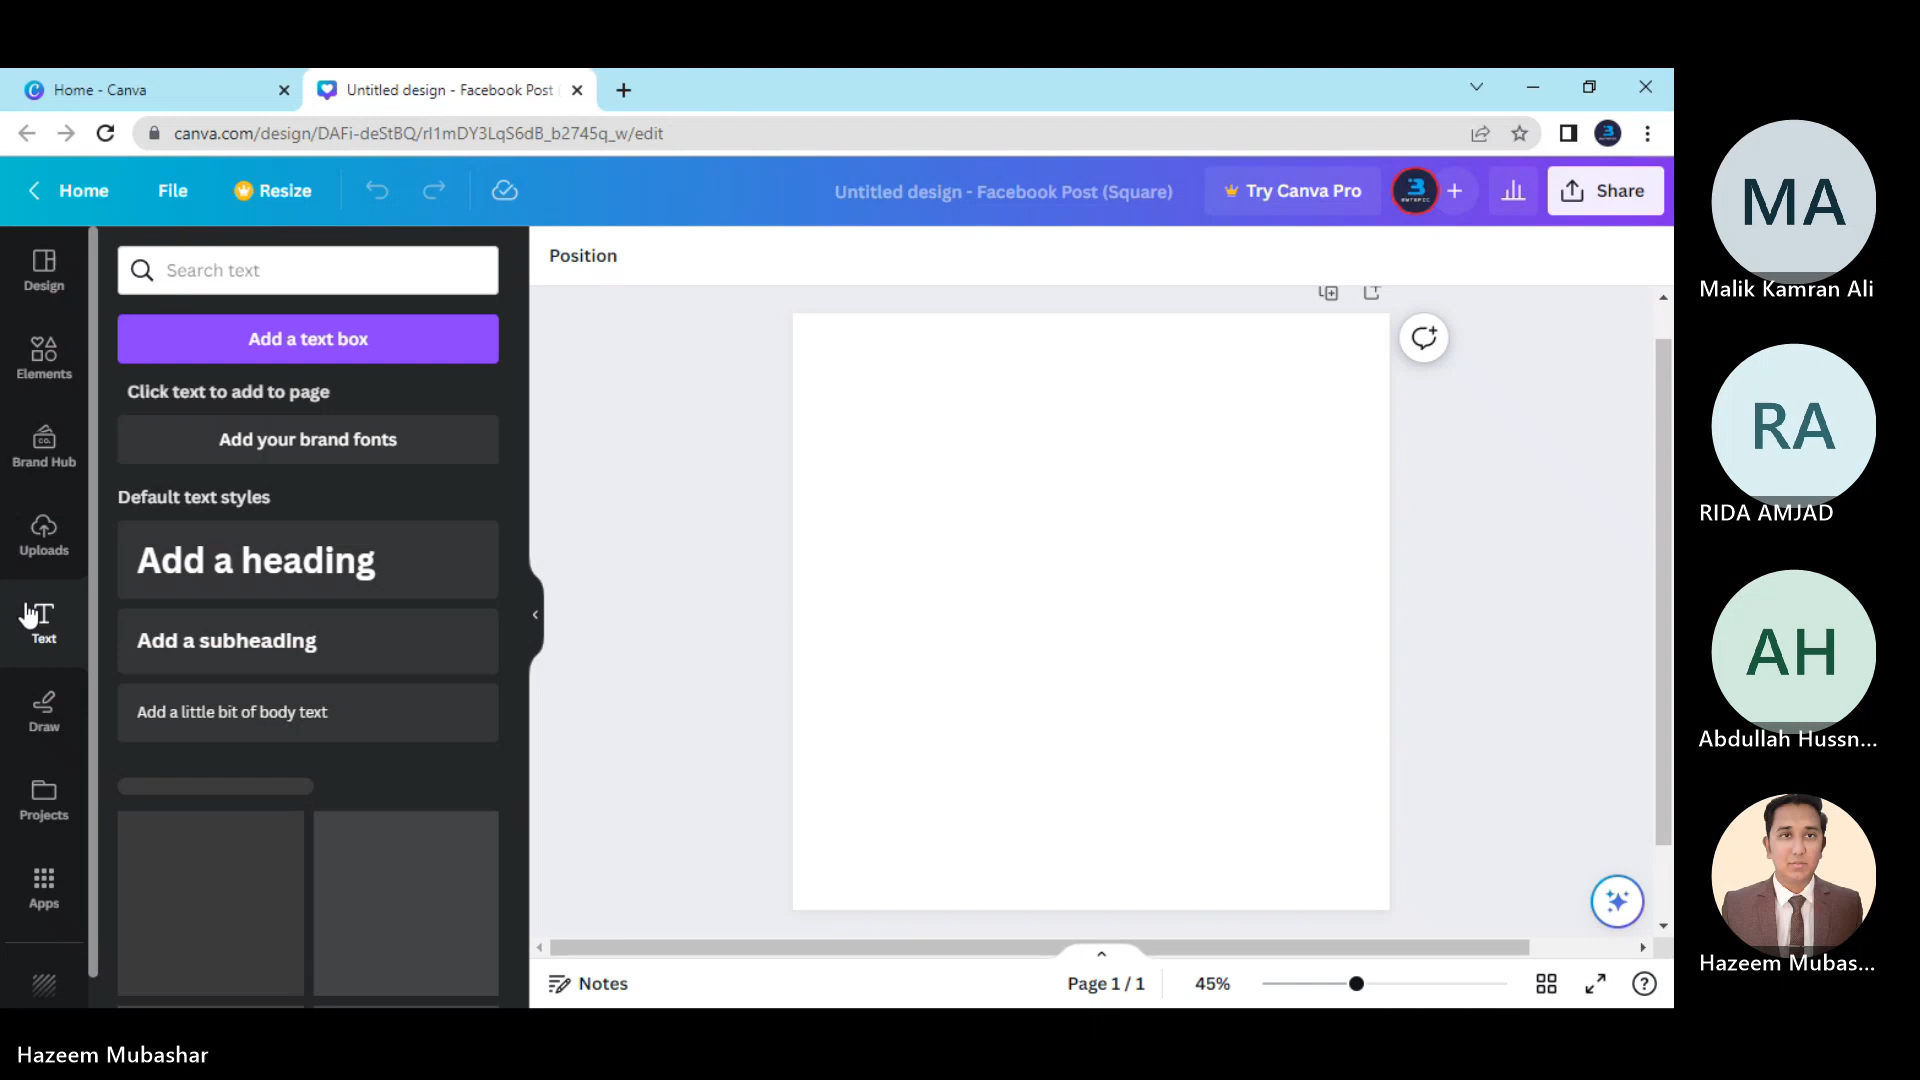 Home - Canva
Untitled design - Facebook Post
canva.com/design/DAFi-deStBQ/rI1mDY3LqS6dB_b2745q_w/edit
Home
File
Resize
Untitled design - Facebook Post (Square)
Try Canva Pro
Share
Design
Elements
Brand Hub
Uploads
Text
Draw
Projects
Apps
Search text
Add a text box
Click text to add to page
Add your brand fonts
Default text styles
Add a heading
Add a subheading
Add a little bit of body text
Position
Notes
Page 1 / 1
45%
MA
Malik Kamran Ali
RA
RIDA AMJAD
AH
Abdullah Hussn...
Hazeem Mubas...
Hazeem Mubashar